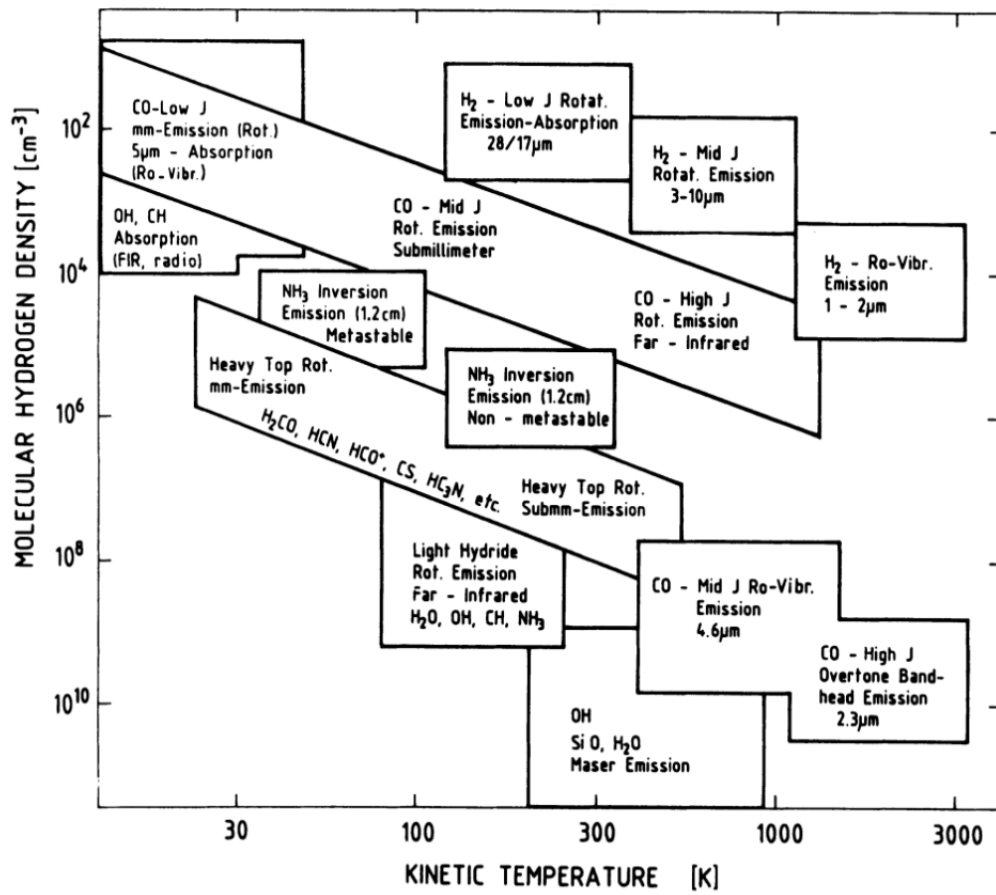 MOLECULAR HYDROGEN DENSITY [cm⁻³]
10²
10⁴
10⁶
10⁸
10¹⁰
CO-Low J
mm-Emission (Rot.)
5µm - Absorption
(Ro-Vibr.)
OH, CH
Absorption
(FIR, radio)
H₂ - Low J Rotat.
Emission-Absorption
28/17µm
H₂ - Mid J
Rotat. Emission
3-10µm
H₂ - Ro-Vibr.
Emission
1 - 2µm
CO - Mid J
Rot. Emission
Submillimeter
CO - High J
Rot. Emission
Far - Infrared
NH₃ Inversion
Emission (1.2cm)
Metastable
NH₃ Inversion
Emission (1.2cm)
Non - metastable
Heavy Top Rot.
mm-Emission
H₂CO, HCN, HCO⁺, CS, HC₃N, etc.
Heavy Top Rot.
Submm-Emission
Light Hydride
Rot. Emission
Far - Infrared
H₂O, OH, CH, NH₃
CO - Mid J Ro-Vibr.
Emission
4.6µm
CO - High J
Overtone Band-
head Emission
2.3µm
OH
SiO, H₂O
Maser Emission
30
100
300
1000
3000
KINETIC TEMPERATURE [K]